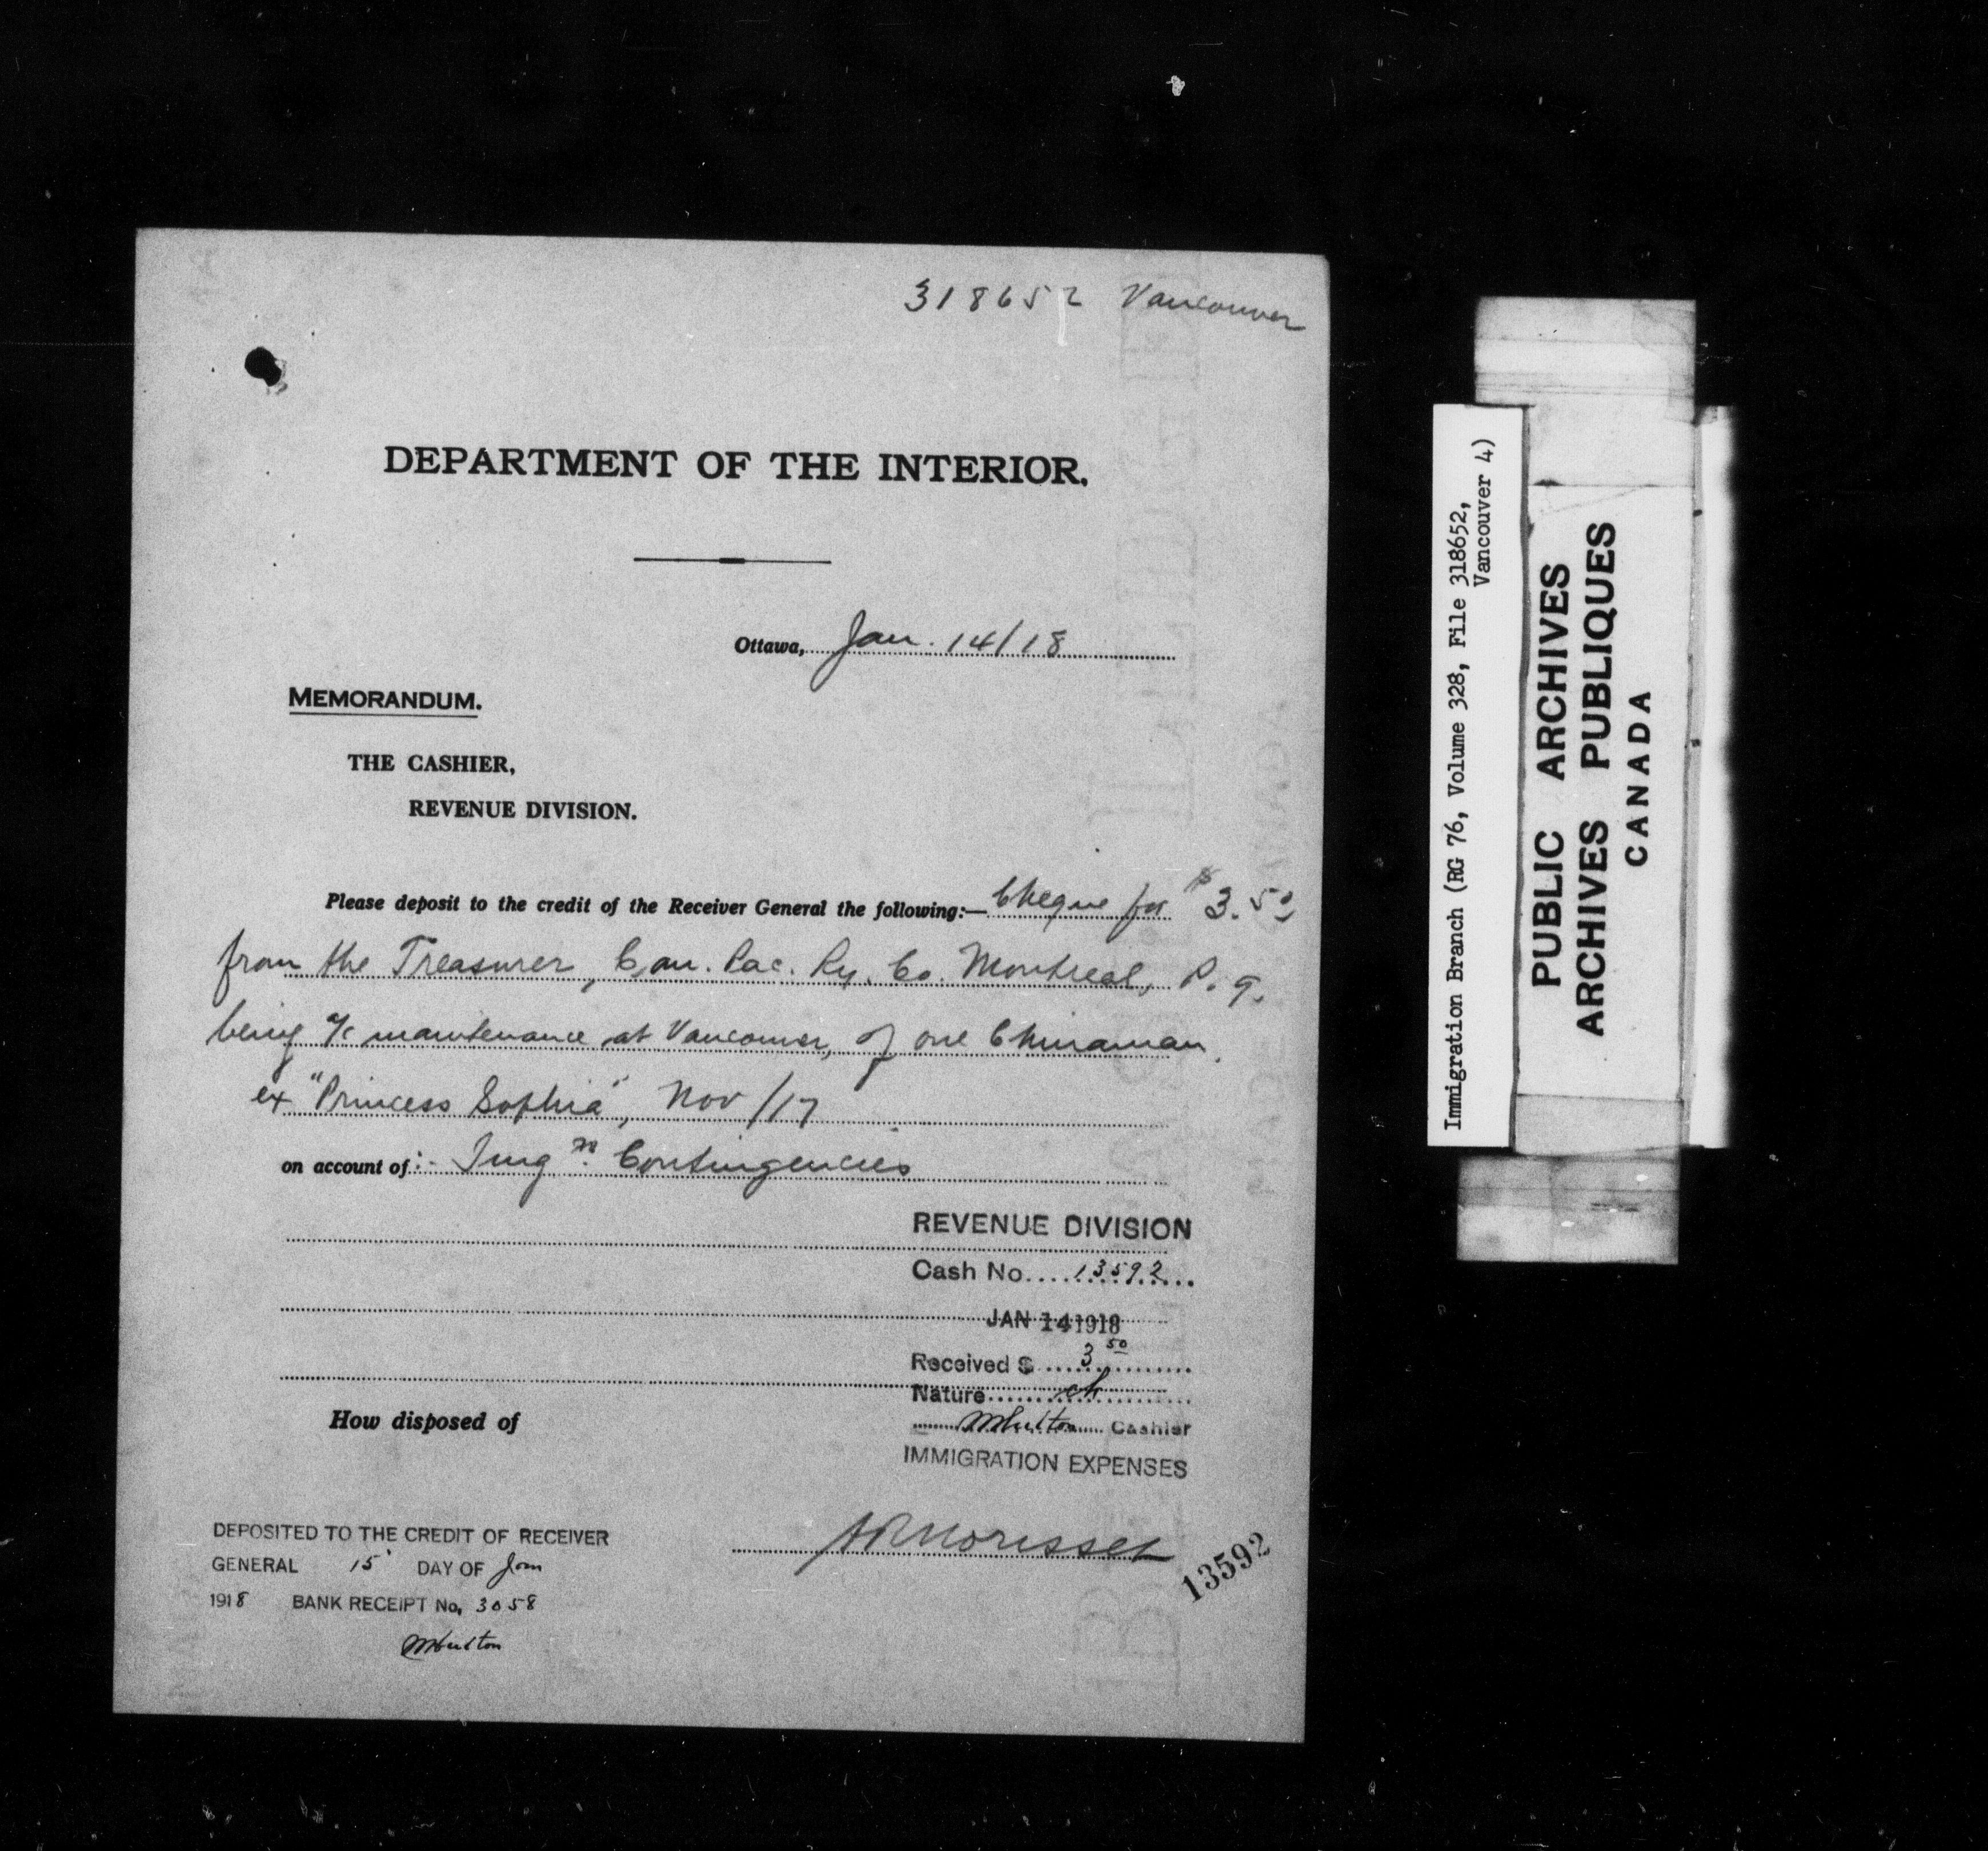 318652 Vancouver
DEPARTMENT OF THE INTERIOR.
Ottawa, Jan. 14/18
MEMORANDUM.
THE CASHIER,
REVENUE DIVISION.
Please deposit to the credit of the Receiver General the following:— Cheque for $3.50
from the Treasurer, Can. Pac. Ry. Co. Montreal, P. Q.
being a/c maintenance at Vancouver, of one Chinaman,
ex "Princess Sophia", Nov/17
on account of:- Img'n. Contingencies
REVENUE DIVISION
Cash No.... 13592
JAN 14 1918
Received $ 3 50
Nature ch
Cashier
How disposed of
IMMIGRATION EXPENSES
DEPOSITED TO THE CREDIT OF RECEIVER
GENERAL 15 DAY OF Jan
1918 BANK RECEIPT No. 3058
13592
Immigration Branch (RG 76, Volume 328, File 318652,
Vancouver 4)
PUBLIC ARCHIVES
ARCHIVES PUBLIQUES
CANADA